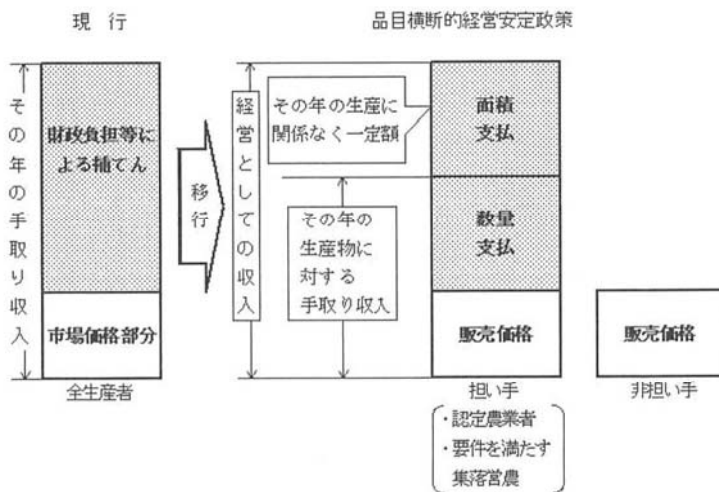 現行
品目横断的経営安定政策
その年の手取り収入
財政負担等に
よる補てん
市場価格部分
全生産者
移行
経営としての収入
その年の生産に
関係なく一定額
その年の
生産物に
対する
手取り収入
面積
支払
数量
支払
販売価格
担い手
・認定農業者
・要件を満たす
集落営農
販売価格
非担い手